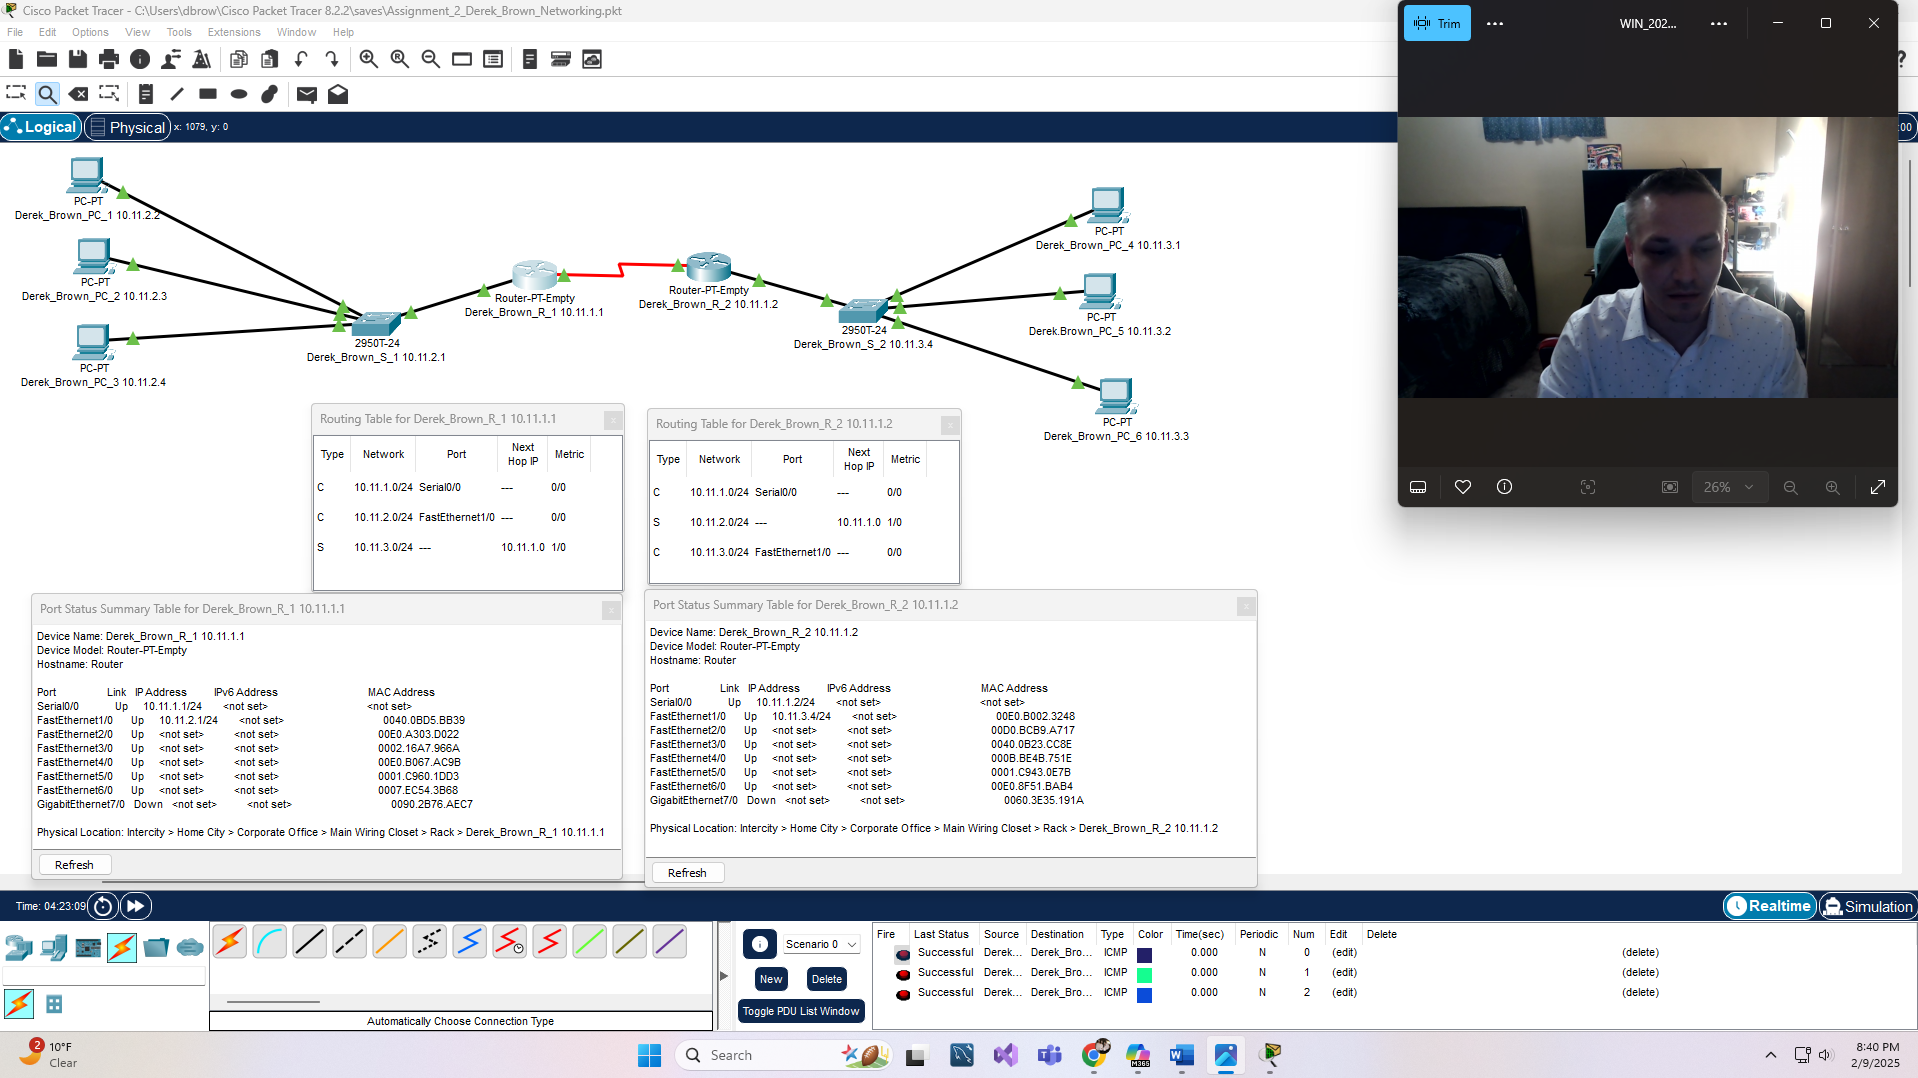 Cisco Packet Tracer - C:\Users\dbrow\Cisco Packet Tracer 8.2.2\saves\Assignment_2_Derek_Brown_Networking.pkt
File Edit Options View Tools Extensions Window Help
Logical Physical x: 1079, y: 0
:00
Trim WIN_202...
26%
PC-PT
Derek_Brown_PC_1 10.11.2.2
PC-PT
Derek_Brown_PC_2 10.11.2.3
PC-PT
Derek_Brown_PC_3 10.11.2.4
2950T-24
Derek_Brown_S_1 10.11.2.1
Router-PT-Empty
Derek_Brown_R_1 10.11.1.1
Router-PT-Empty
Derek_Brown_R_2 10.11.1.2
2950T-24
Derek_Brown_S_2 10.11.3.4
PC-PT
Derek_Brown_PC_4 10.11.3.1
PC-PT
Derek.Brown_PC_5 10.11.3.2
PC-PT
Derek_Brown_PC_6 10.11.3.3
Routing Table for Derek_Brown_R_1 10.11.1.1
Type Network Port Next Hop IP Metric
C 10.11.1.0/24 Serial0/0 --- 0/0
C 10.11.2.0/24 FastEthernet1/0 --- 0/0
S 10.11.3.0/24 --- 10.11.1.0 1/0
Routing Table for Derek_Brown_R_2 10.11.1.2
Type Network Port Next Hop IP Metric
C 10.11.1.0/24 Serial0/0 --- 0/0
S 10.11.2.0/24 --- 10.11.1.0 1/0
C 10.11.3.0/24 FastEthernet1/0 --- 0/0
Port Status Summary Table for Derek_Brown_R_1 10.11.1.1
Device Name: Derek_Brown_R_1 10.11.1.1
Device Model: Router-PT-Empty
Hostname: Router
Port Link IP Address IPv6 Address MAC Address
Serial0/0 Up 10.11.1.1/24 <not set> <not set>
FastEthernet1/0 Up 10.11.2.1/24 <not set> 0040.0BD5.BB39
FastEthernet2/0 Up <not set> <not set> 00E0.A303.D022
FastEthernet3/0 Up <not set> <not set> 0002.16A7.966A
FastEthernet4/0 Up <not set> <not set> 00E0.B067.AC9B
FastEthernet5/0 Up <not set> <not set> 0001.C960.1DD3
FastEthernet6/0 Up <not set> <not set> 0007.EC54.3B68
GigabitEthernet7/0 Down <not set> <not set> 0090.2B76.AEC7
Physical Location: Intercity > Home City > Corporate Office > Main Wiring Closet > Rack > Derek_Brown_R_1 10.11.1.1
Refresh
Port Status Summary Table for Derek_Brown_R_2 10.11.1.2
Device Name: Derek_Brown_R_2 10.11.1.2
Device Model: Router-PT-Empty
Hostname: Router
Port Link IP Address IPv6 Address MAC Address
Serial0/0 Up 10.11.1.2/24 <not set> <not set>
FastEthernet1/0 Up 10.11.3.4/24 <not set> 00E0.B002.3248
FastEthernet2/0 Up <not set> <not set> 00D0.BCB9.A717
FastEthernet3/0 Up <not set> <not set> 0040.0B23.CC8E
FastEthernet4/0 Up <not set> <not set> 000B.BE4B.751E
FastEthernet5/0 Up <not set> <not set> 0001.C943.0E7B
FastEthernet6/0 Up <not set> <not set> 00E0.8F51.BAB4
GigabitEthernet7/0 Down <not set> <not set> 0060.3E35.191A
Physical Location: Intercity > Home City > Corporate Office > Main Wiring Closet > Rack > Derek_Brown_R_2 10.11.1.2
Refresh
Time: 04:23:09
Realtime Simulation
Automatically Choose Connection Type
Scenario 0
New Delete
Toggle PDU List Window
Fire Last Status Source Destination Type Color Time(sec) Periodic Num Edit Delete
Successful Derek... Derek_Bro... ICMP 0.000 N 0 (edit) (delete)
Successful Derek... Derek_Bro... ICMP 0.000 N 1 (edit) (delete)
Successful Derek... Derek_Bro... ICMP 0.000 N 2 (edit) (delete)
2
10°F
Clear
Search
M365
8:40 PM
2/9/2025